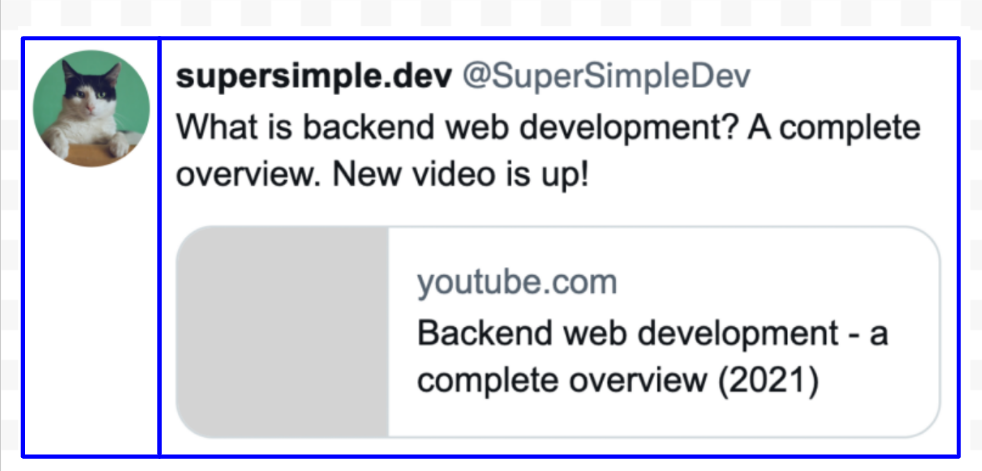 supersimple.dev @SuperSimpleDev
What is backend web development? A complete
overview. New video is up!
youtube.com
Backend web development - a
complete overview (2021)